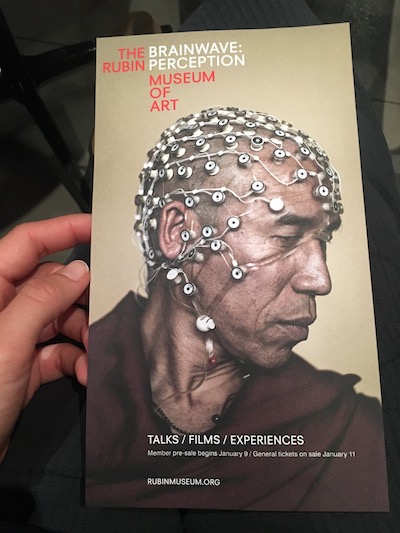 THE BRAINWAVE:
RUBIN PERCEPTION
MUSEUM
OF
ART
TALKS / FILMS / EXPERIENCES
Member pre-sale begins January 9 / General tickets on sale January 11
RUBINMUSEUM.ORG